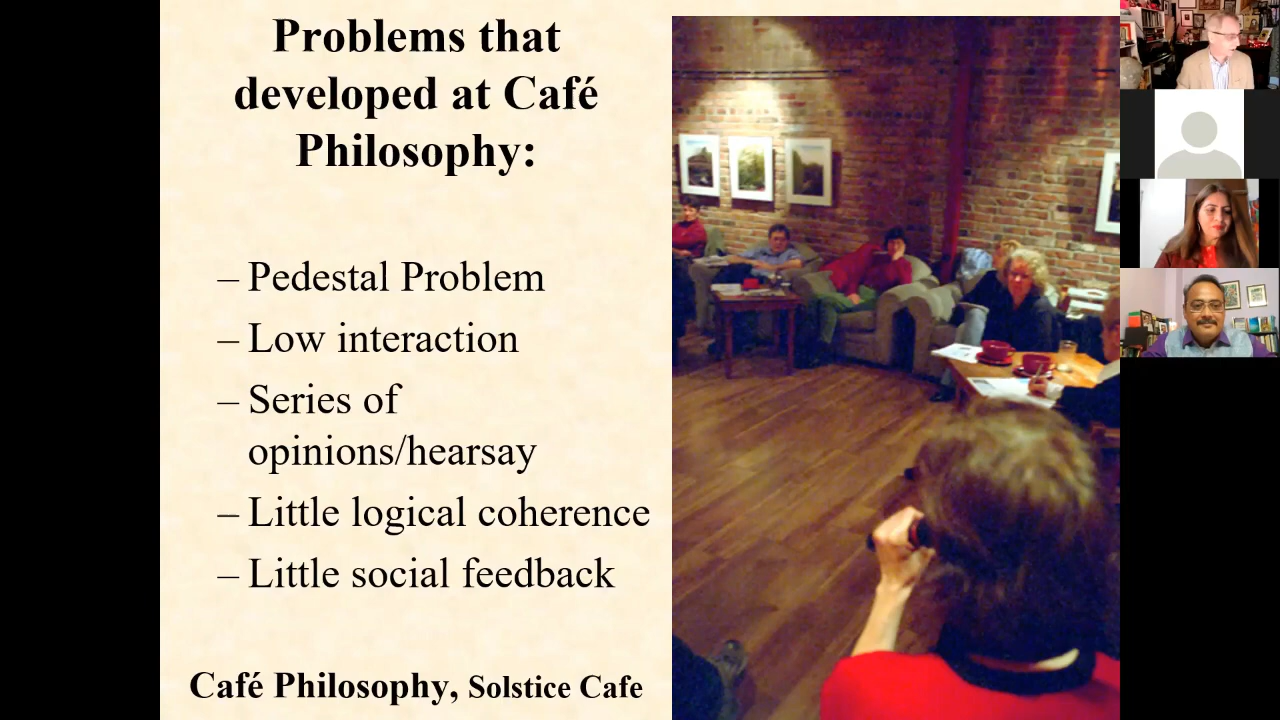 Problems that
developed at Café
Philosophy:
– Pedestal Problem
– Low interaction
– Series of
opinions/hearsay
– Little logical coherence
– Little social feedback
Café Philosophy, Solstice Cafe